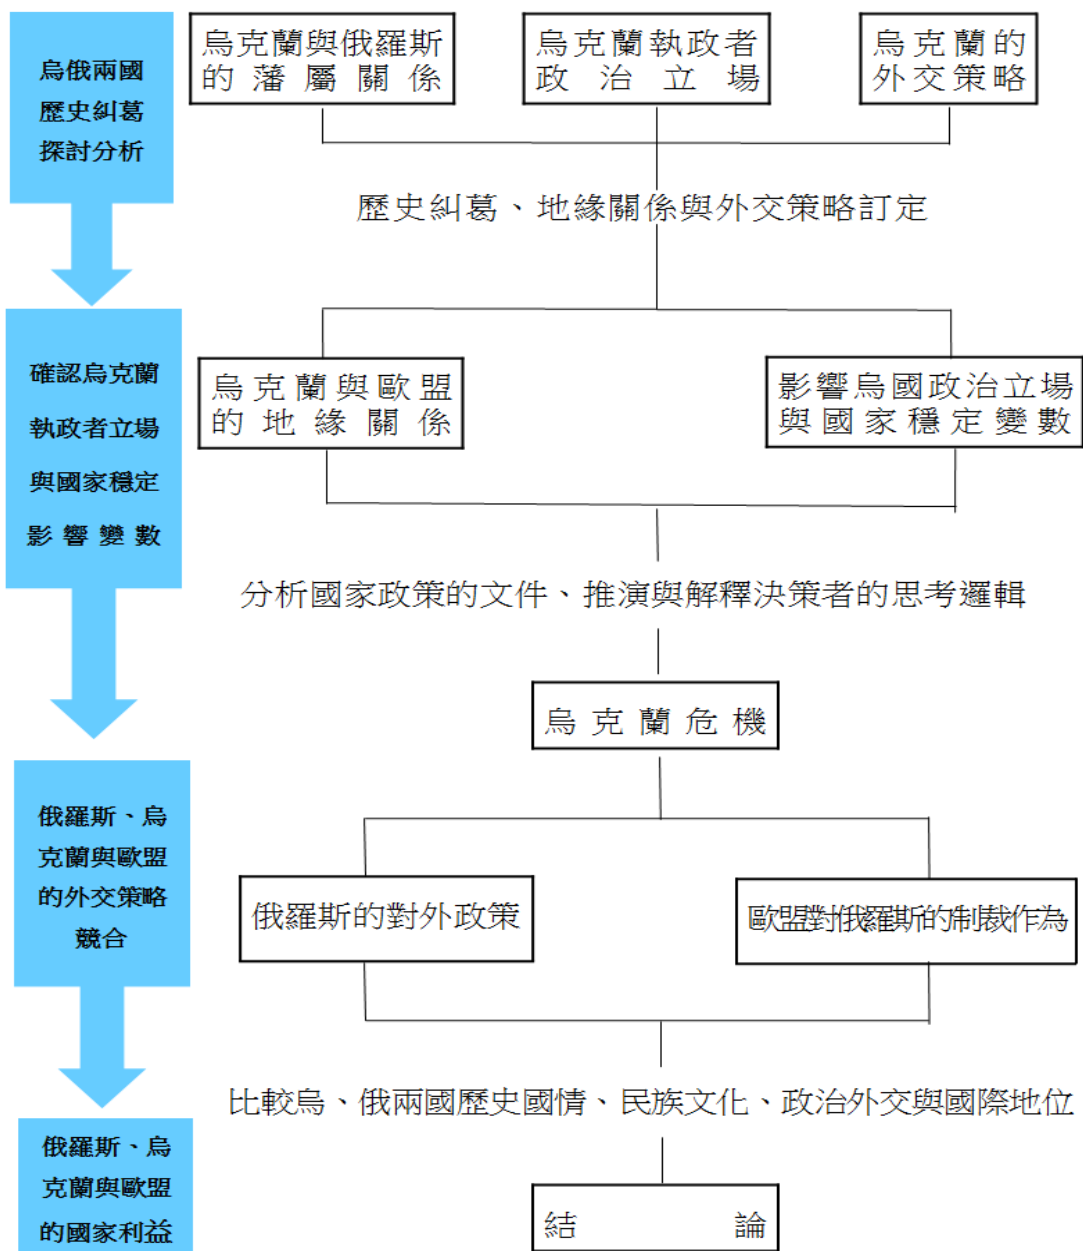 烏俄兩國
歷史糾葛
探討分析
烏克蘭與俄羅斯
的藩屬關係
烏克蘭執政者
政治立場
烏克蘭的
外交策略
歷史糾葛、地緣關係與外交策略訂定
確認烏克蘭
執政者立場
與國家穩定
影響變數
烏克蘭與歐盟
的地緣關係
影響烏國政治立場
與國家穩定變數
分析國家政策的文件、推演與解釋決策者的思考邏輯
烏克蘭危機
俄羅斯、烏
克蘭與歐盟
的外交策略
競合
俄羅斯的對外政策
歐盟對俄羅斯的制裁作為
比較烏、俄兩國歷史國情、民族文化、政治外交與國際地位
俄羅斯、烏
克蘭與歐盟
的國家利益
結論